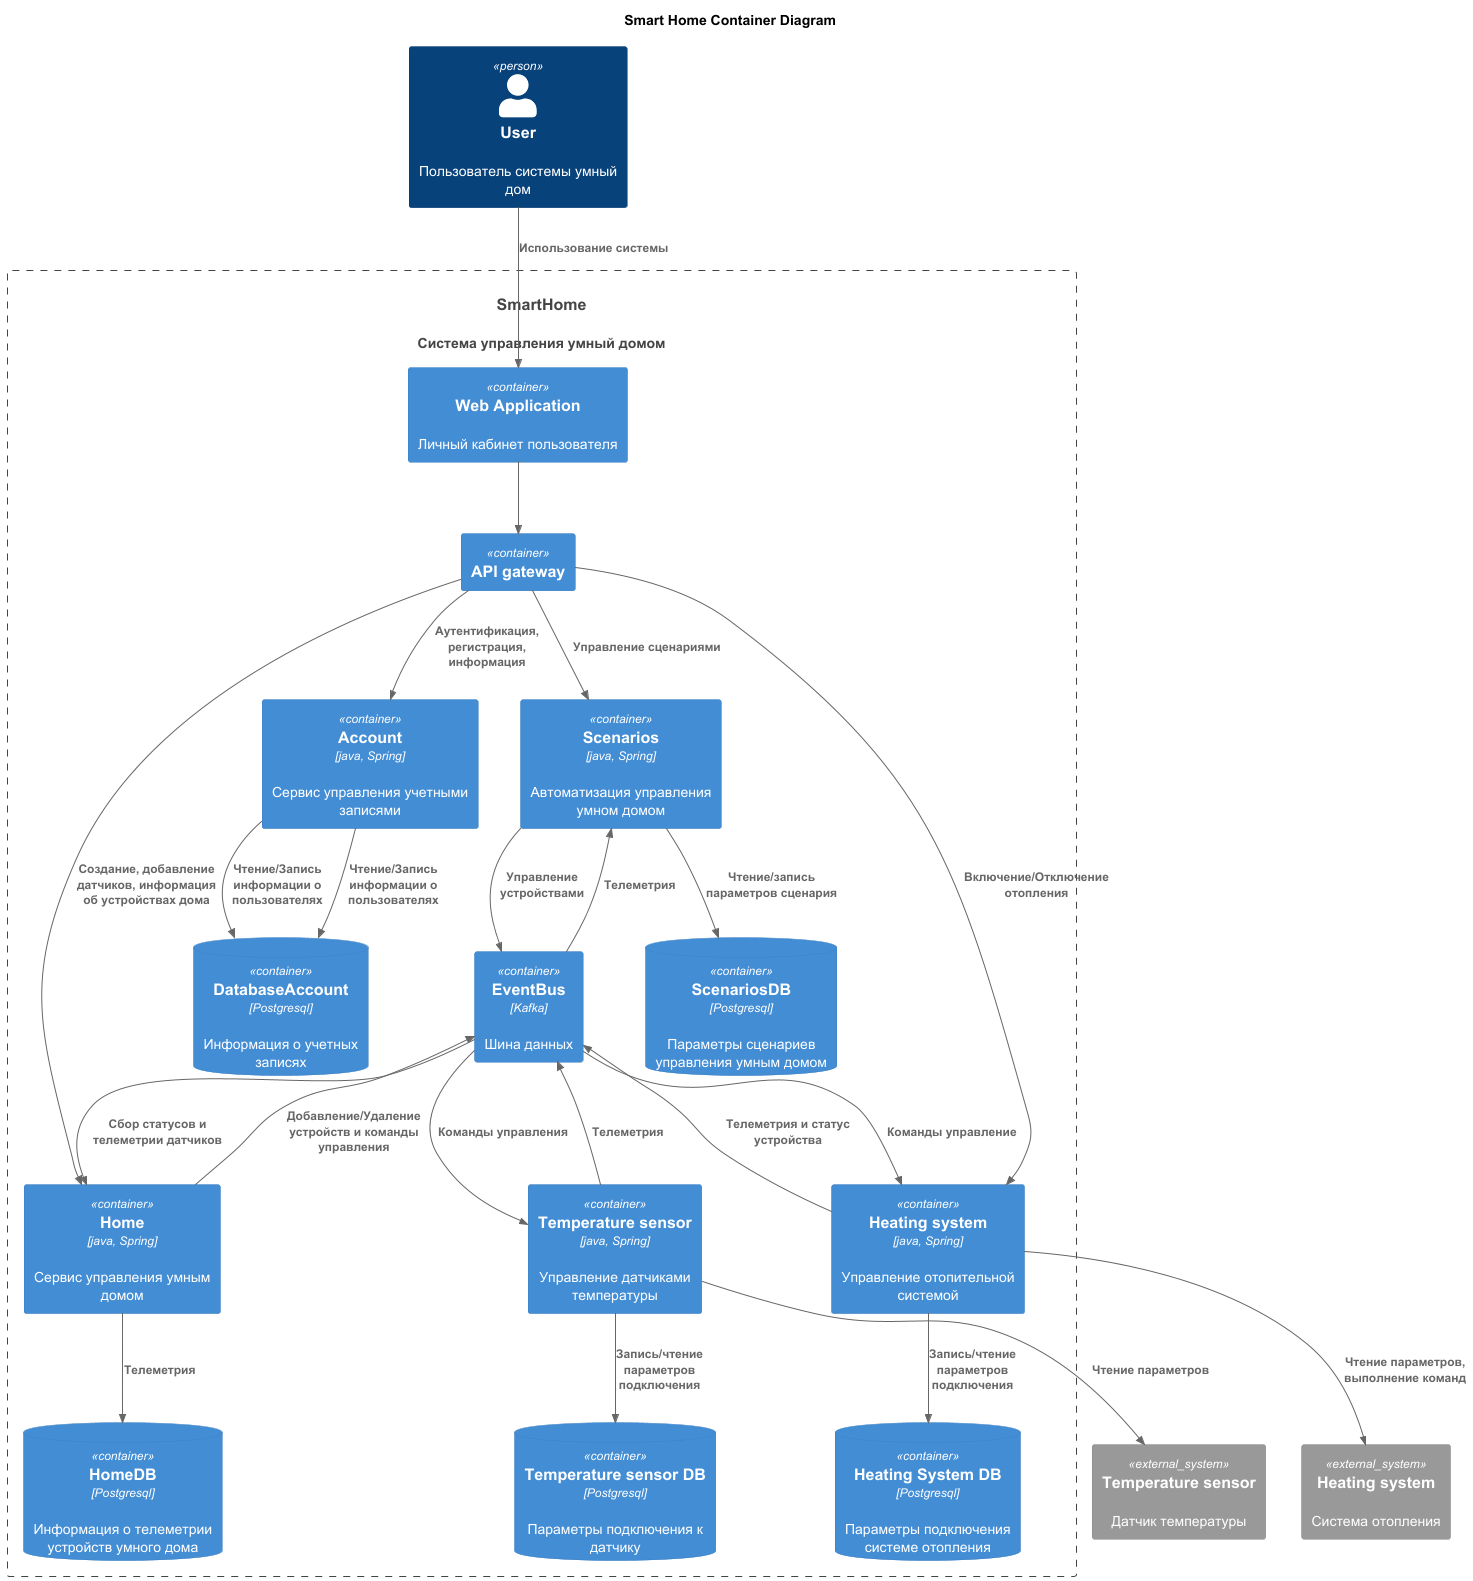 Smart Home Container Diagram
«person»
User
Пользователь системы умный
дом
Использование системы
SmartHome
Система управления умный домом
«container»
Web Application
Личный кабинет пользователя
«container»
API gateway
Аутентификация,
регистрация,
информация
Управление сценариями
«container»
Account
[java, Spring]
Сервис управления учетными
записями
«container»
Scenarios
[java, Spring]
Автоматизация управления
умном домом
Создание, добавление
датчиков, информация
об устройствах дома
Чтение/Запись
информации о
пользователях
Чтение/Запись
информации о
пользователях
Управление
устройствами
Телеметрия
Чтение/запись
параметров сценария
Включение/Отключение
отопления
«container»
DatabaseAccount
[Postgresql]
Информация о учетных
записях
«container»
EventBus
[Kafka]
Шина данных
«container»
ScenariosDB
[Postgresql]
Параметры сценариев
управления умным домом
Сбор статусов и
телеметрии датчиков
Добавление/Удаление
устройств и команды
управления
Команды управления
Телеметрия
Телеметрия и статус
устройства
Команды управление
«container»
Home
[java, Spring]
Сервис управления умным
домом
«container»
Temperature sensor
[java, Spring]
Управление датчиками
температуры
«container»
Heating system
[java, Spring]
Управление отопительной
системой
Телеметрия
Запись/чтение
параметров
подключения
Запись/чтение
параметров
подключения
Чтение параметров
Чтение параметров,
выполнение команд
«container»
HomeDB
[Postgresql]
Информация о телеметрии
устройств умного дома
«container»
Temperature sensor DB
[Postgresql]
Параметры подключения к
датчику
«container»
Heating System DB
[Postgresql]
Параметры подключения
системе отопления
«external_system»
Temperature sensor
Датчик температуры
«external_system»
Heating system
Система отопления